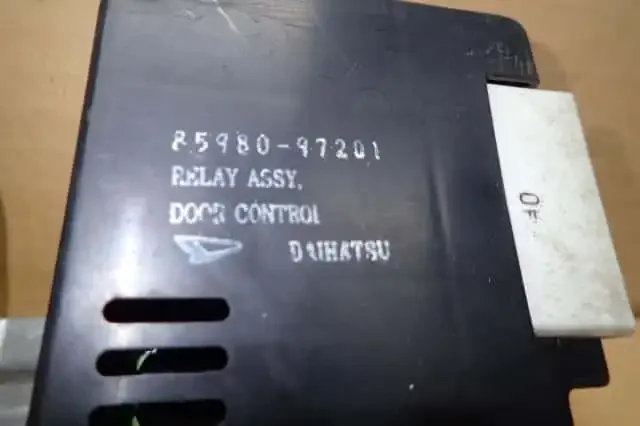 85980-97201
RELAY ASSY.
DOOR CONTROL
DAIHATSU